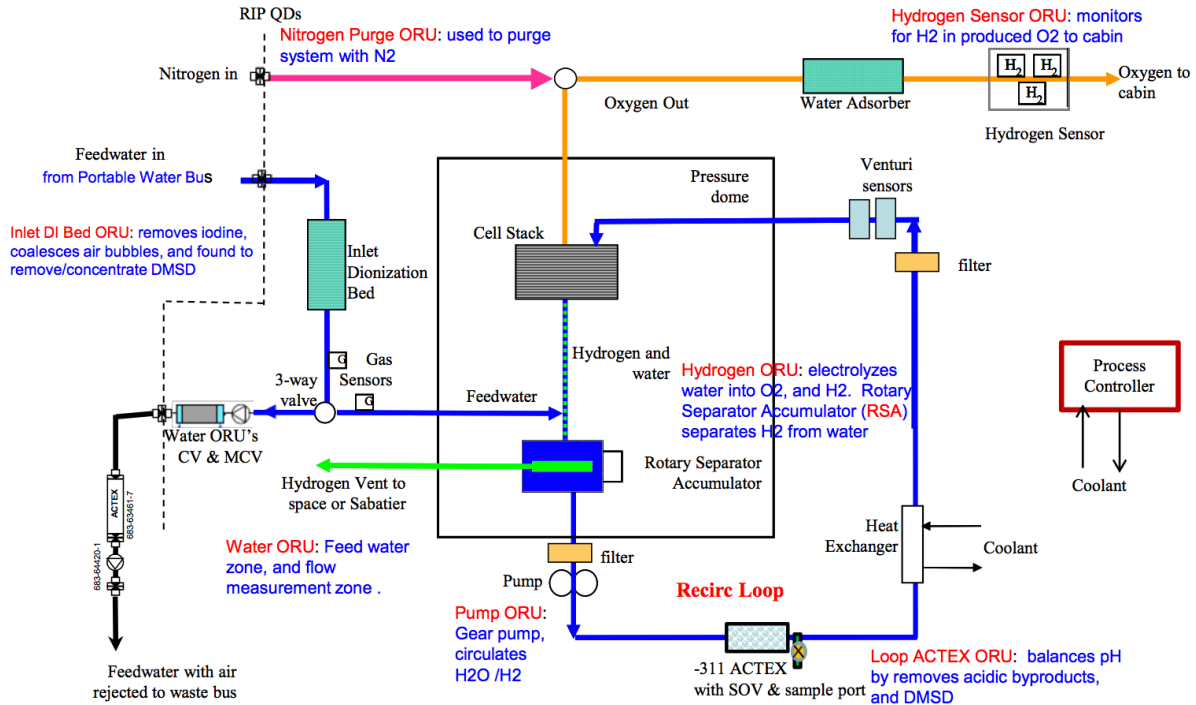 RIP QDs
Nitrogen Purge ORU: used to purge
system with N2
Hydrogen Sensor ORU: monitors
for H2 in produced O2 to cabin
Nitrogen in
Oxygen Out
Water Adsorber
H2
H2
H2
Oxygen to
cabin
Hydrogen Sensor
Feedwater in
from Portable Water Bus
Pressure
dome
Venturi
sensors
Inlet DI Bed ORU: removes iodine,
coalesces air bubbles, and found to
remove/concentrate DMSD
Inlet
Dionization
Bed
Cell Stack
filter
G
Gas
Sensors
G
3-way
valve
Feedwater
Hydrogen and
water
Hydrogen ORU: electrolyzes
water into O2, and H2. Rotary
Separator Accumulator (RSA)
separates H2 from water
Process
Controller
Coolant
Water ORU's
CV & MCV
Hydrogen Vent to
space or Sabatier
Rotary Separator
Accumulator
ACTEX
683-63461-7
683-64420-1
Water ORU: Feed water
zone, and flow
measurement zone .
filter
Pump
Heat
Exchanger
Coolant
Recirc Loop
Pump ORU:
Gear pump,
circulates
H2O /H2
X
-311 ACTEX
with SOV & sample port
Loop ACTEX ORU: balances pH
by removes acidic byproducts,
and DMSD
Feedwater with air
rejected to waste bus